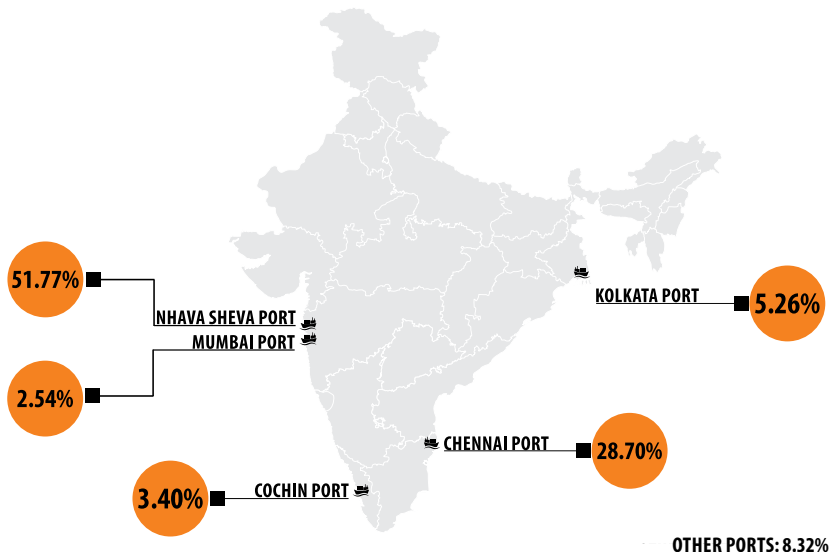 51.77%
NHAVA SHEVA PORT
MUMBAI PORT
2.54%
KOLKATA PORT
5.26%
CHENNAI PORT
28.70%
COCHIN PORT
3.40%
OTHER PORTS: 8.32%